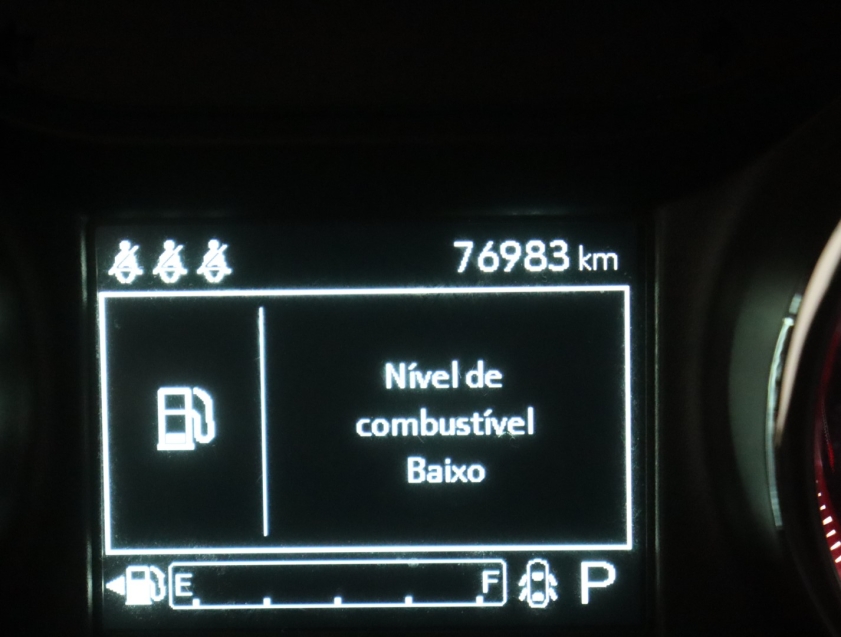 76983 km
Nível de
combustível
Baixo
E F P